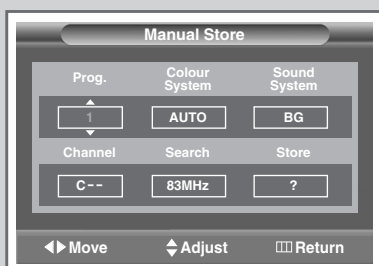 Manual Store
Prog. Colour System Sound System
1 AUTO BG
Channel Search Store
C-- 83MHz ?
Move Adjust Return